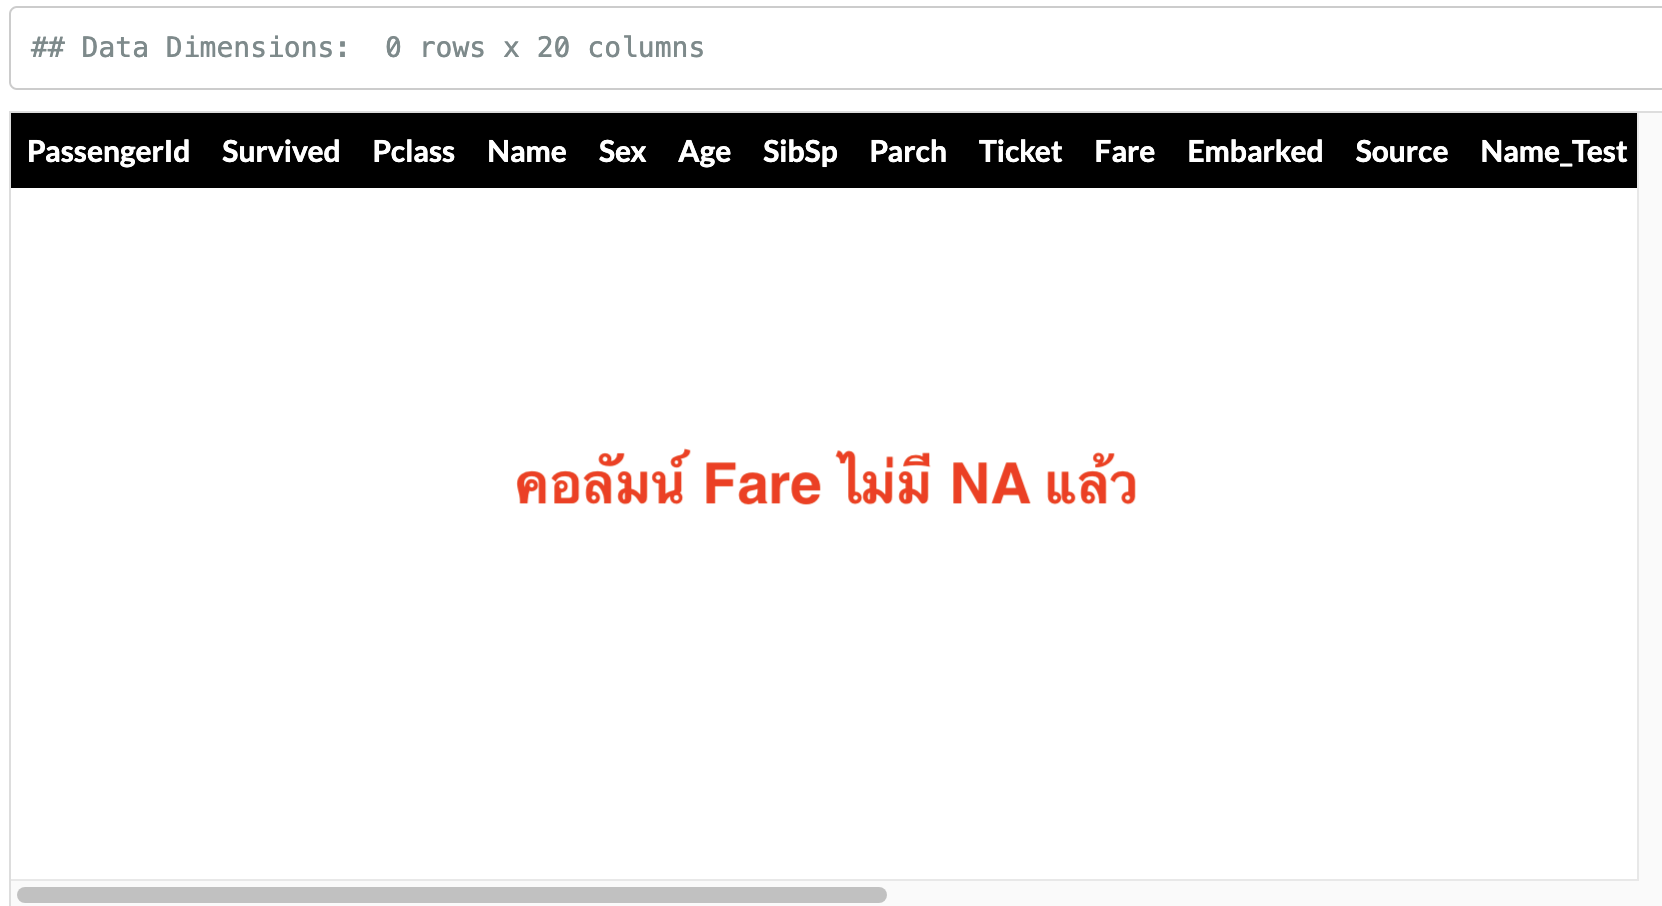 ## Data Dimensions:  0 rows x 20 columns
PassengerId Survived Pclass Name Sex Age SibSp Parch Ticket Fare Embarked Source Name_Test
คอลัมน์ Fare ไม่มี NA แล้ว